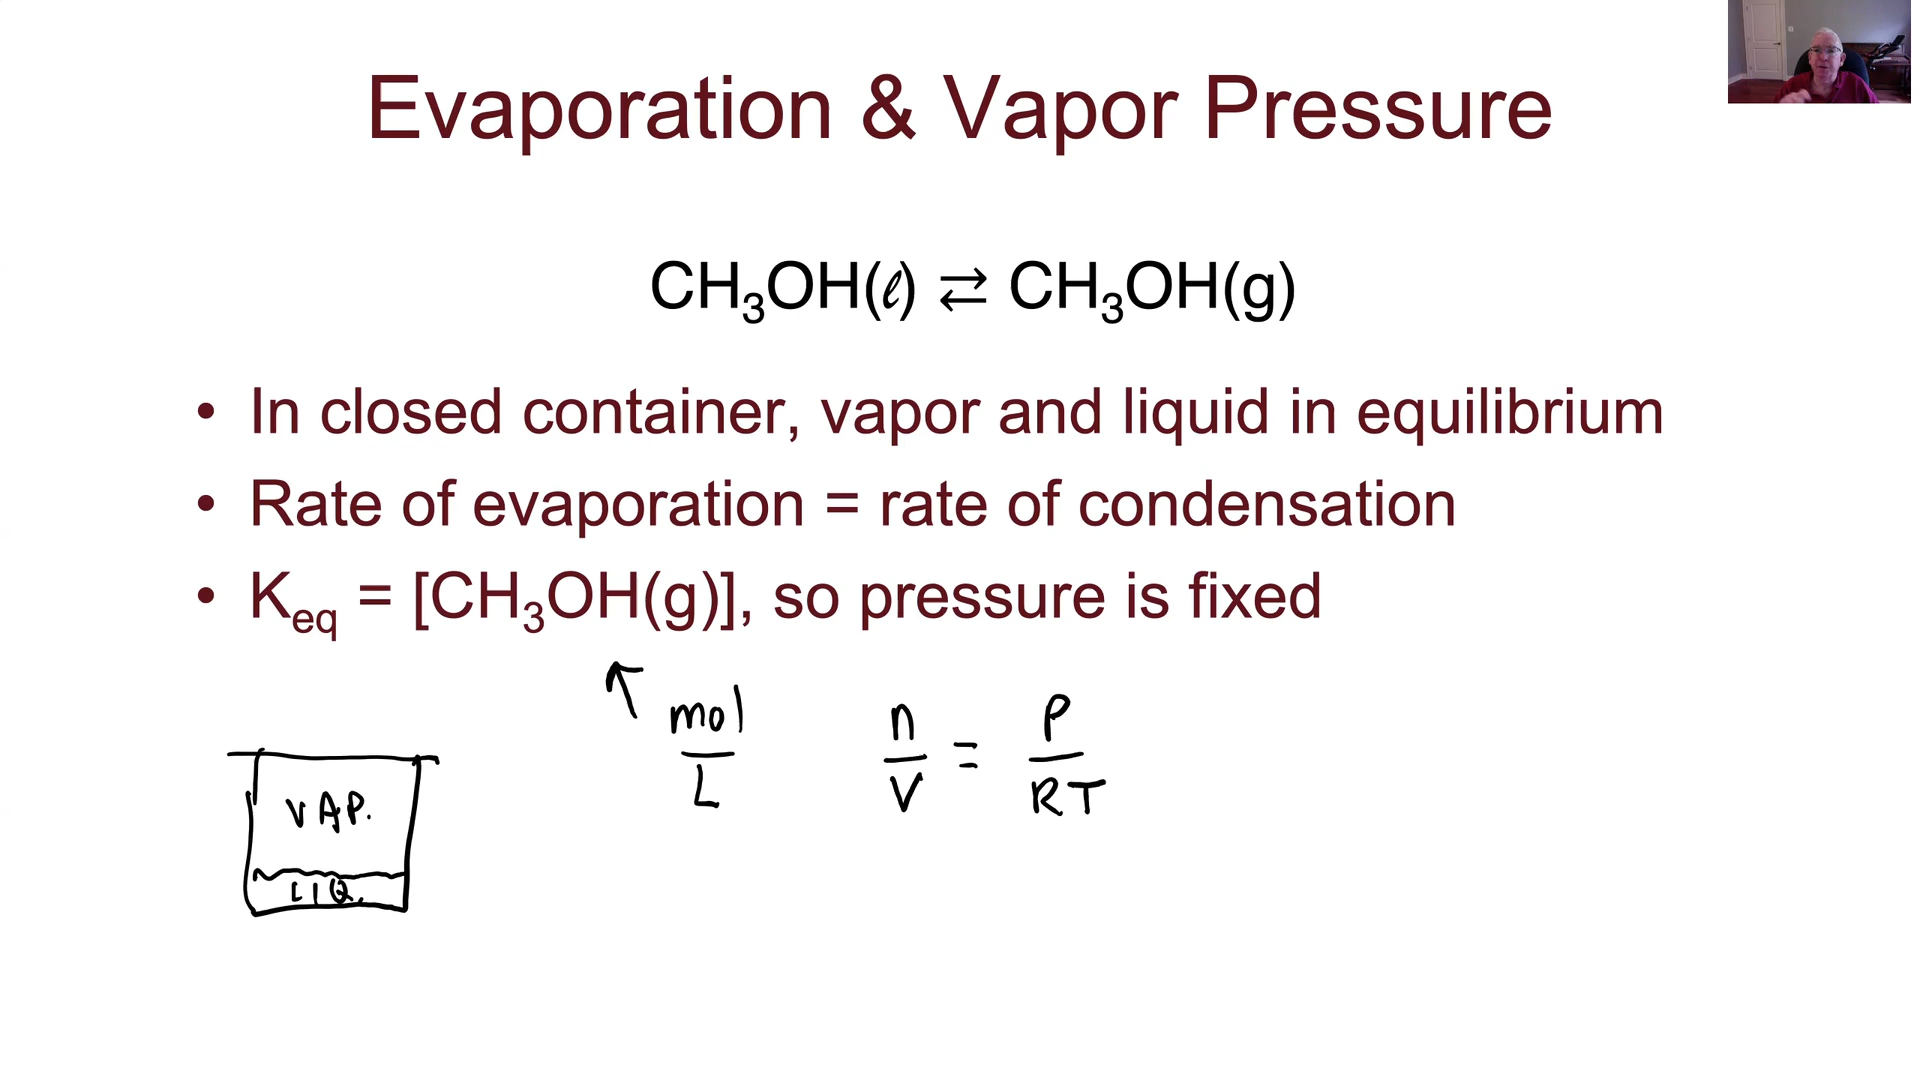 Evaporation & Vapor Pressure
CH₃OH(ℓ) ⇄ CH₃OH(g)
• In closed container, vapor and liquid in equilibrium
• Rate of evaporation = rate of condensation
• Keq = [CH₃OH(g)], so pressure is fixed
mol
L
n
V
=
P
RT
VAP.
LIQ.